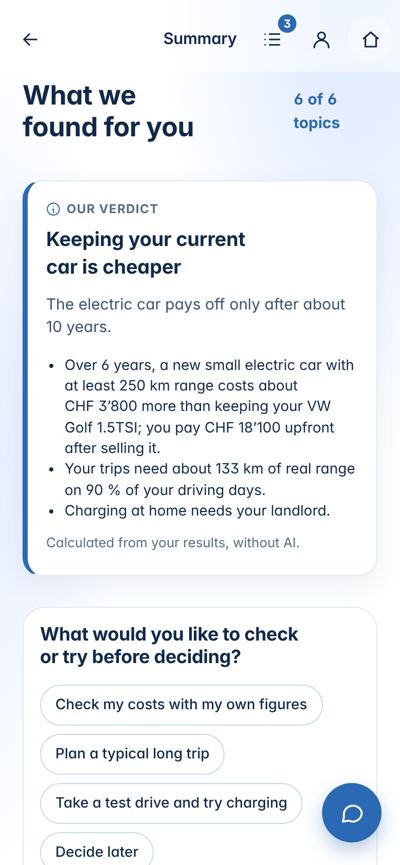 Summary
3
What we
found for you
6 of 6
topics
OUR VERDICT
Keeping your current
car is cheaper
The electric car pays off only after about
10 years.
• Over 6 years, a new small electric car with
at least 250 km range costs about
CHF 3’800 more than keeping your VW
Golf 1.5TSI; you pay CHF 18’100 upfront
after selling it.
• Your trips need about 133 km of real range
on 90 % of your driving days.
• Charging at home needs your landlord.
Calculated from your results, without AI.
What would you like to check
or try before deciding?
Check my costs with my own figures
Plan a typical long trip
Take a test drive and try charging
Decide later